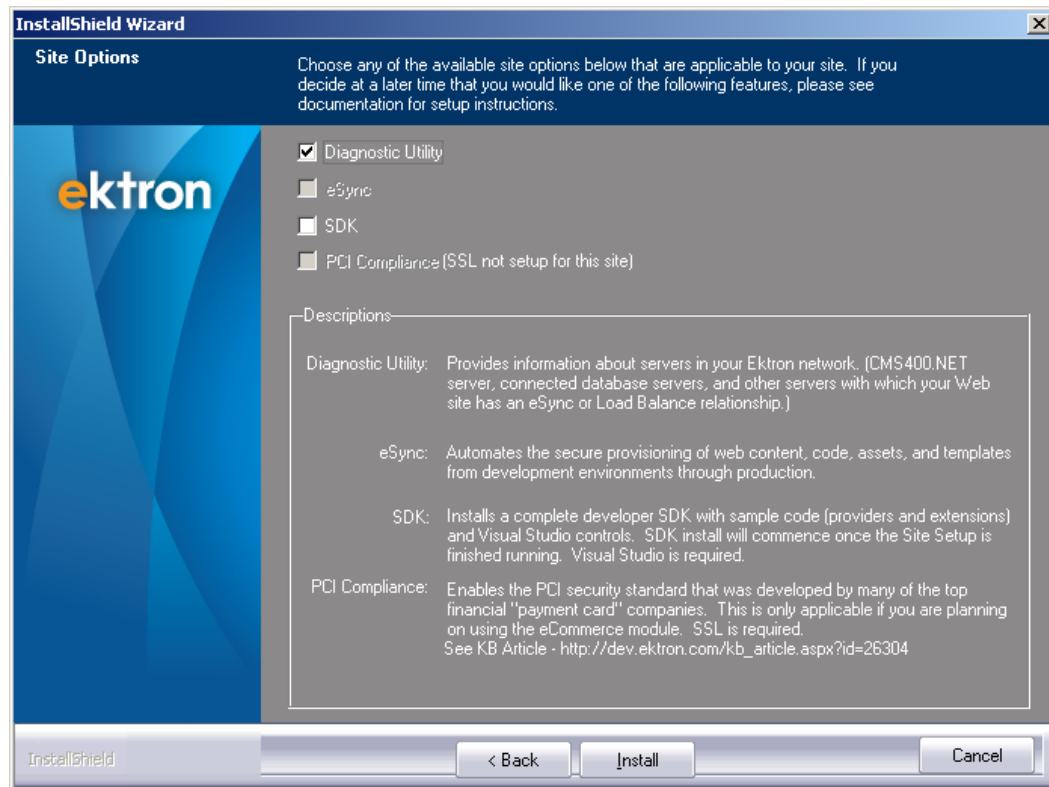 InstallShield Wizard
Site Options
Choose any of the available site options below that are applicable to your site. If you
decide at a later time that you would like one of the following features, please see
documentation for setup instructions.
ektron
Diagnostic Utility
eSync
SDK
PCI Compliance (SSL not setup for this site)
Descriptions
Diagnostic Utility: Provides information about servers in your Ektron network. (CMS400.NET
server, connected database servers, and other servers with which your Web
site has an eSync or Load Balance relationship.)
eSync: Automates the secure provisioning of web content, code, assets, and templates
from development environments through production.
SDK: Installs a complete developer SDK with sample code (providers and extensions)
and Visual Studio controls. SDK install will commence once the Site Setup is
finished running. Visual Studio is required.
PCI Compliance: Enables the PCI security standard that was developed by many of the top
financial "payment card" companies. This is only applicable if you are planning
on using the eCommerce module. SSL is required.
See KB Article - http://dev.ektron.com/kb_article.aspx?id=26304
InstallShield
< Back
Install
Cancel